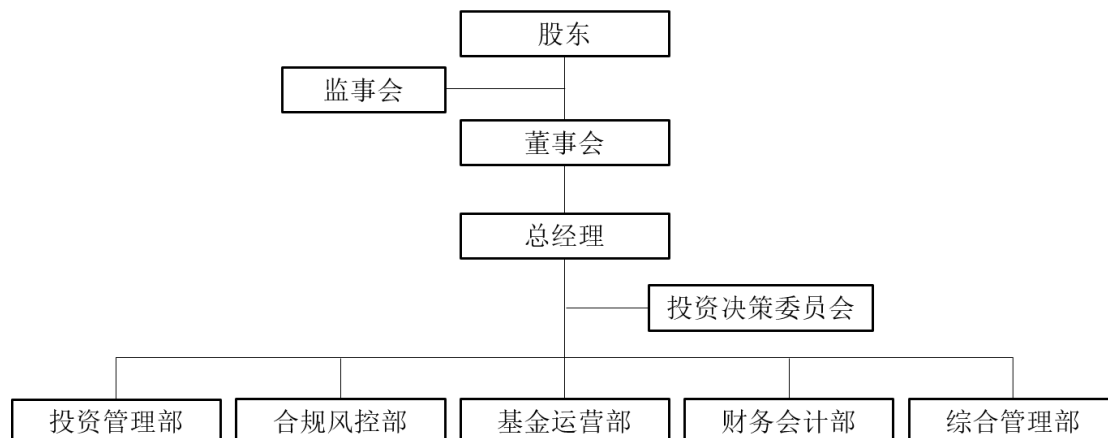 股东
监事会
董事会
总经理
投资决策委员会
投资管理部
合规风控部
基金运营部
财务会计部
综合管理部